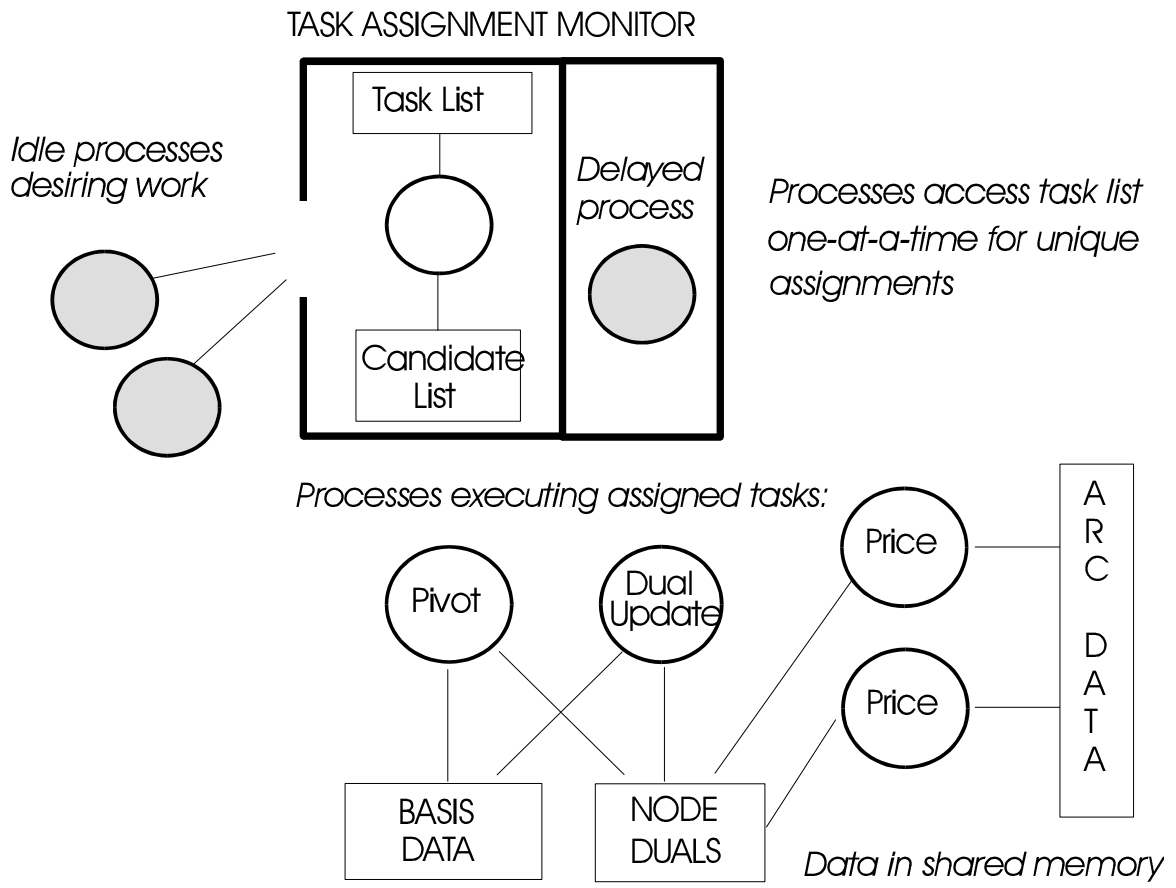 TASK ASSIGNMENT MONITOR
Task List
Idle processes
desiring work
Delayed
process
Processes access task list
one-at-a-time for unique
assignments
Candidate
List
Processes executing assigned tasks:
Pivot
Dual
Update
Price
Price
ARC DATA
BASIS
DATA
NODE
DUALS
Data in shared memory